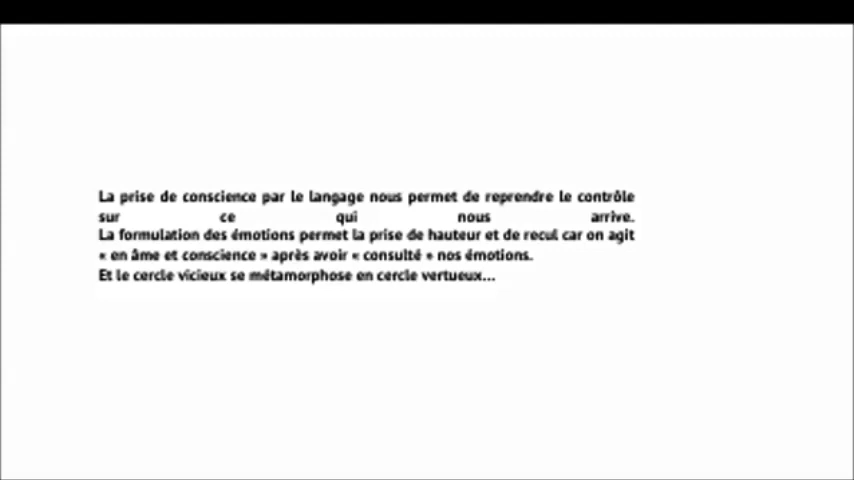 La prise de conscience par le langage nous permet de reprendre le contrôle
sur ce qui nous arrive.
La formulation des émotions permet la prise de hauteur et de recul car on agit
« en âme et conscience » après avoir « consulté » nos émotions.
Et le cercle vicieux se métamorphose en cercle vertueux...